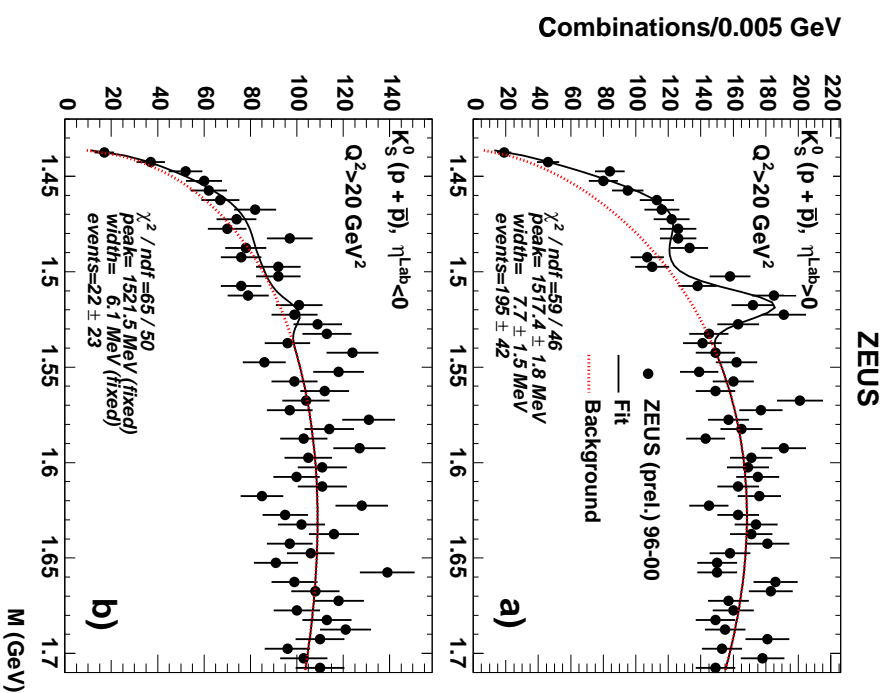 ZEUS
Combinations/0.005 GeV
K⁰_S (p + p̄), η^Lab>0
Q²>20 GeV²
χ² / ndf =59 / 46
peak= 1517.4 ± 1.8 MeV
width= 7.7 ± 1.5 MeV
events=195 ± 42
ZEUS (prel.) 96-00
Fit
Background
a)
0 20 40 60 80 100 120 140 160 180 200 220
K⁰_S (p + p̄), η^Lab<0
Q²>20 GeV²
χ² / ndf =65 / 50
peak= 1521.5 MeV (fixed)
width= 6.1 MeV (fixed)
events=22 ± 23
b)
0 20 40 60 80 100 120 140
1.45 1.5 1.55 1.6 1.65 1.7
1.45 1.5 1.55 1.6 1.65 1.7
M (GeV)